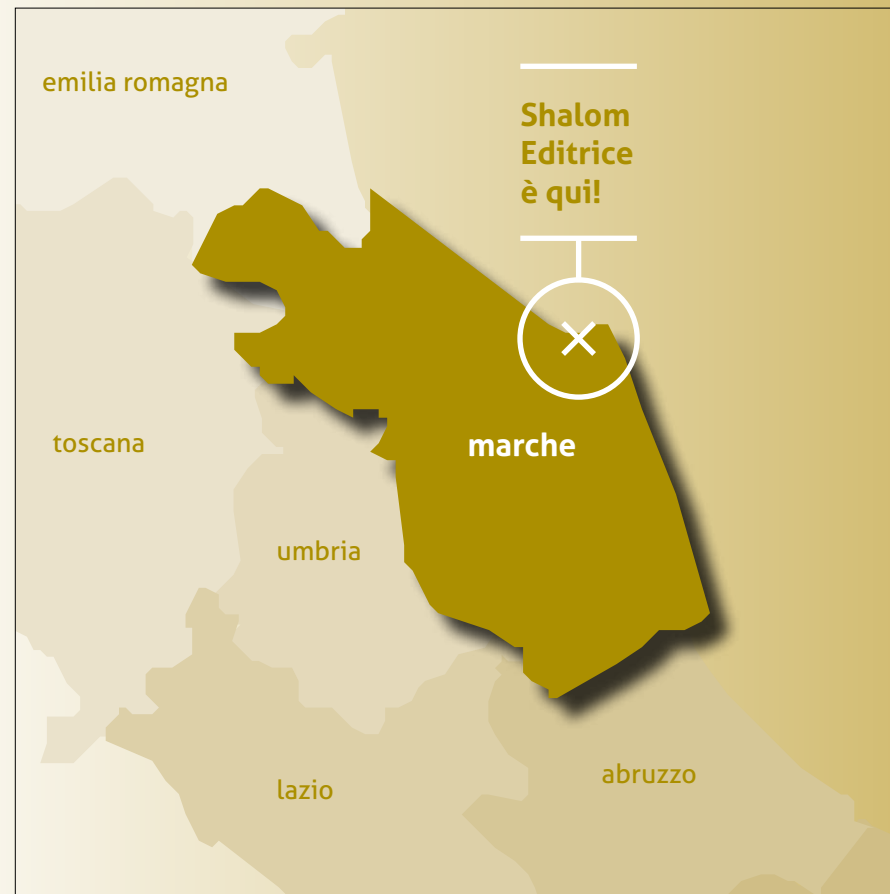 emilia romagna
Shalom
Editrice
è qui!
toscana
marche
umbria
lazio
abruzzo